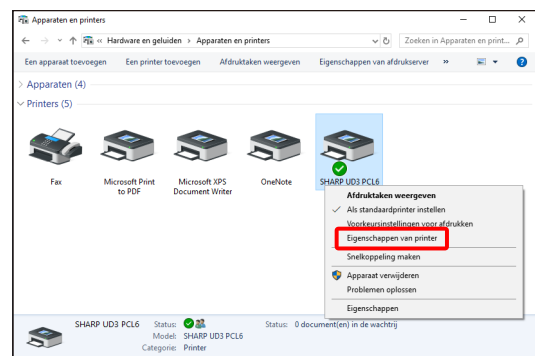 Apparaten en printers
« Hardware en geluiden › Apparaten en printers
Zoeken in Apparaten en print...
Een apparaat toevoegen Een printer toevoegen Afdruktaken weergeven Eigenschappen van afdrukserver »
Apparaten (4)
Printers (5)
Fax
Microsoft Print to PDF
Microsoft XPS Document Writer
OneNote
SHARP UD3 PCL6
Afdruktaken weergeven
Als standaardprinter instellen
Voorkeursinstellingen voor afdrukken
Eigenschappen van printer
Snelkoppeling maken
Apparaat verwijderen
Problemen oplossen
Eigenschappen
SHARP UD3 PCL6 Status: Status: 0 document(en) in de wachtrij
Model: SHARP UD3 PCL6
Categorie: Printer